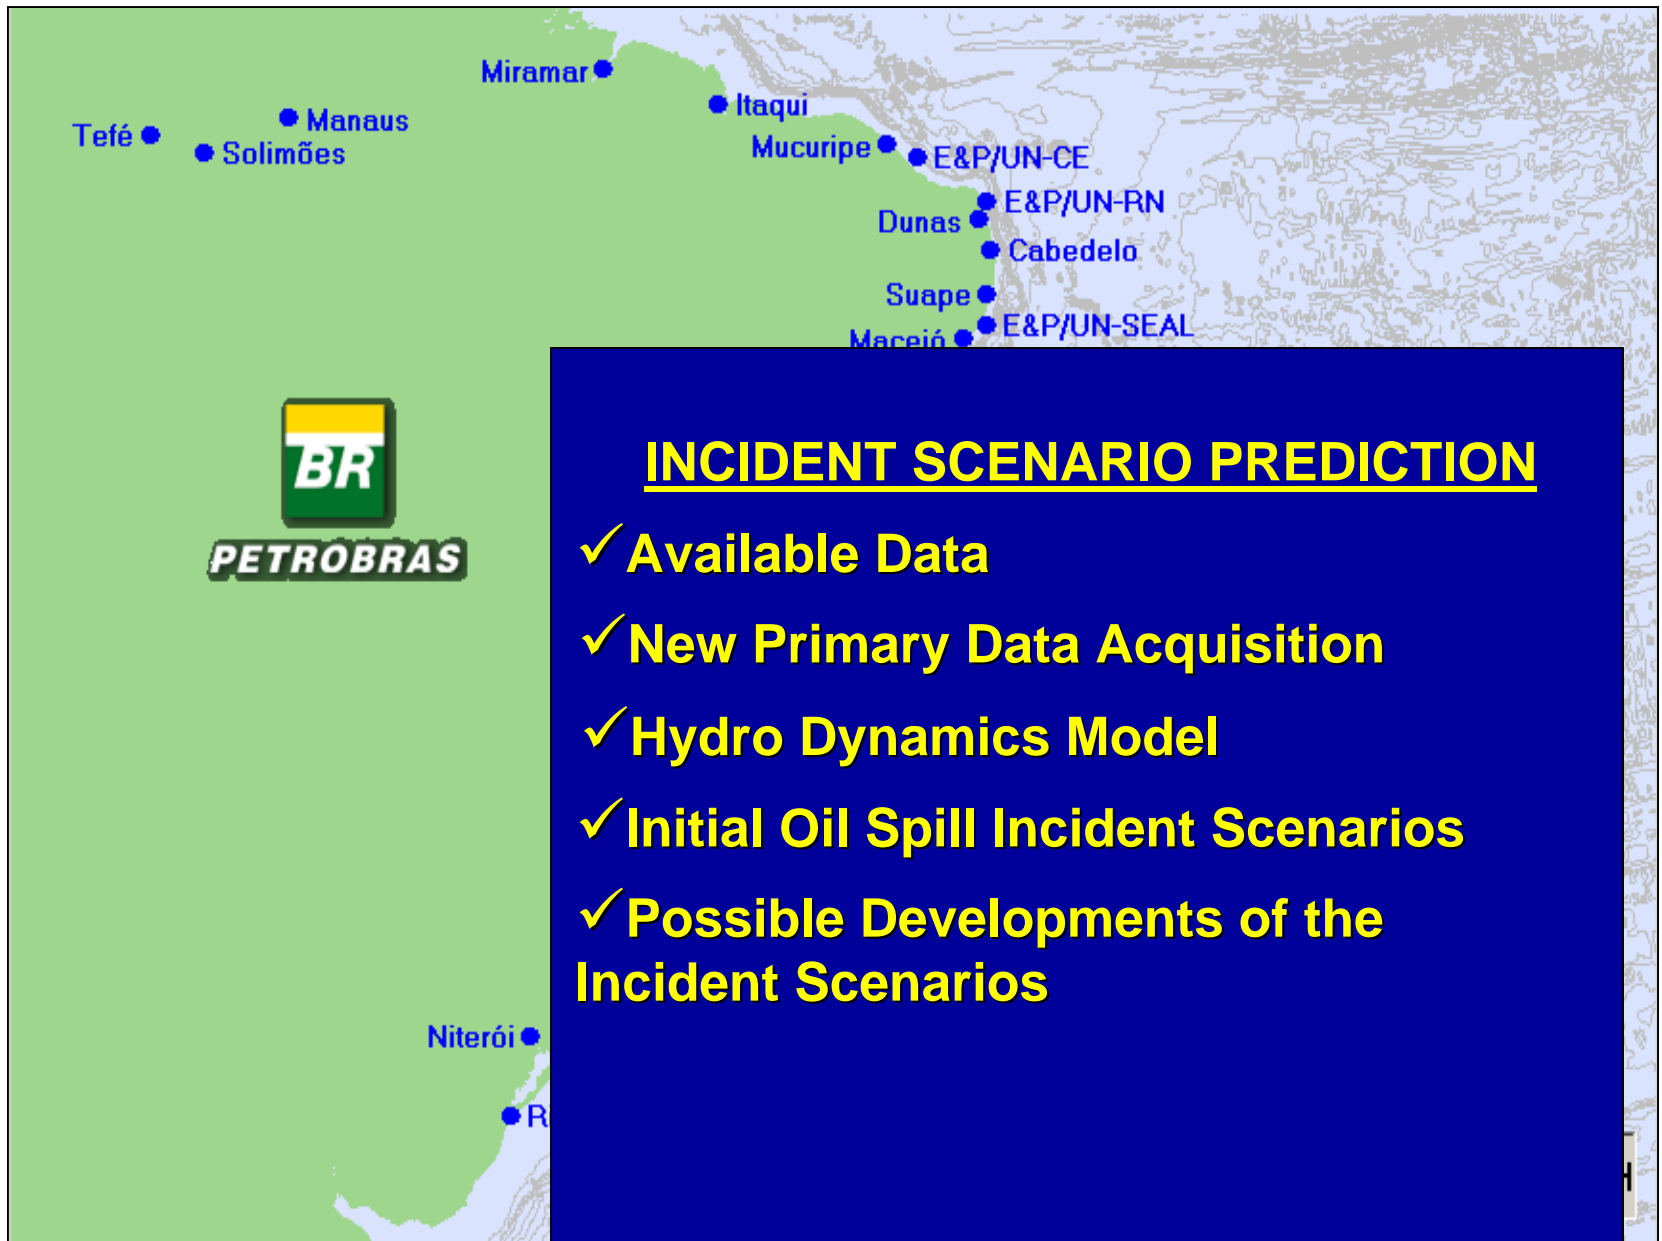 Miramar
Itaqui
Manaus
Tefé
Solimões
Mucuripe
E&P/UN-CE
E&P/UN-RN
Dunas
Cabedelo
Suape
E&P/UN-SEAL
Maceió
BR
PETROBRAS
INCIDENT SCENARIO PREDICTION
✓Available Data
✓New Primary Data Acquisition
✓Hydro Dynamics Model
✓Initial Oil Spill Incident Scenarios
✓Possible Developments of the
Incident Scenarios
Niterói